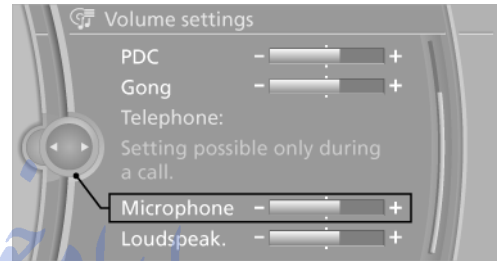 Volume settings
PDC - +
Gong - +
Telephone:
Setting possible only during
a call.
Microphone - +
Loudspeak. - +